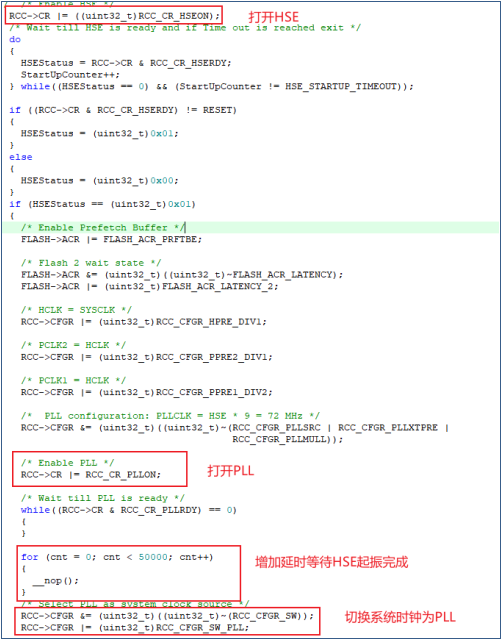 /* Enable HSE */
RCC->CR |= ((uint32_t)RCC_CR_HSEON);
打开HSE
/* Wait till HSE is ready and if Time out is reached exit */
do
{
HSEStatus = RCC->CR & RCC_CR_HSERDY;
StartUpCounter++;
} while((HSEStatus == 0) && (StartUpCounter != HSE_STARTUP_TIMEOUT));
if ((RCC->CR & RCC_CR_HSERDY) != RESET)
{
HSEStatus = (uint32_t)0x01;
}
else
{
HSEStatus = (uint32_t)0x00;
}
if (HSEStatus == (uint32_t)0x01)
{
/* Enable Prefetch Buffer */
FLASH->ACR |= FLASH_ACR_PRFTBE;
/* Flash 2 wait state */
FLASH->ACR &= (uint32_t)((uint32_t)~FLASH_ACR_LATENCY);
FLASH->ACR |= (uint32_t)FLASH_ACR_LATENCY_2;
/* HCLK = SYSCLK */
RCC->CFGR |= (uint32_t)RCC_CFGR_HPRE_DIV1;
/* PCLK2 = HCLK */
RCC->CFGR |= (uint32_t)RCC_CFGR_PPRE2_DIV1;
/* PCLK1 = HCLK */
RCC->CFGR |= (uint32_t)RCC_CFGR_PPRE1_DIV2;
/* PLL configuration: PLLCLK = HSE * 9 = 72 MHz */
RCC->CFGR &= (uint32_t)((uint32_t)~(RCC_CFGR_PLLSRC | RCC_CFGR_PLLXTPRE |
RCC_CFGR_PLLMULL));
/* Enable PLL */
RCC->CR |= RCC_CR_PLLON;
打开PLL
/* Wait till PLL is ready */
while((RCC->CR & RCC_CR_PLLRDY) == 0)
{
}
for (cnt = 0; cnt < 50000; cnt++)
增加延时等待HSE起振完成
{
__nop();
}
/* Select PLL as system clock source */
RCC->CFGR &= (uint32_t)((uint32_t)~(RCC_CFGR_SW));
切换系统时钟为PLL
RCC->CFGR |= (uint32_t)RCC_CFGR_SW_PLL;